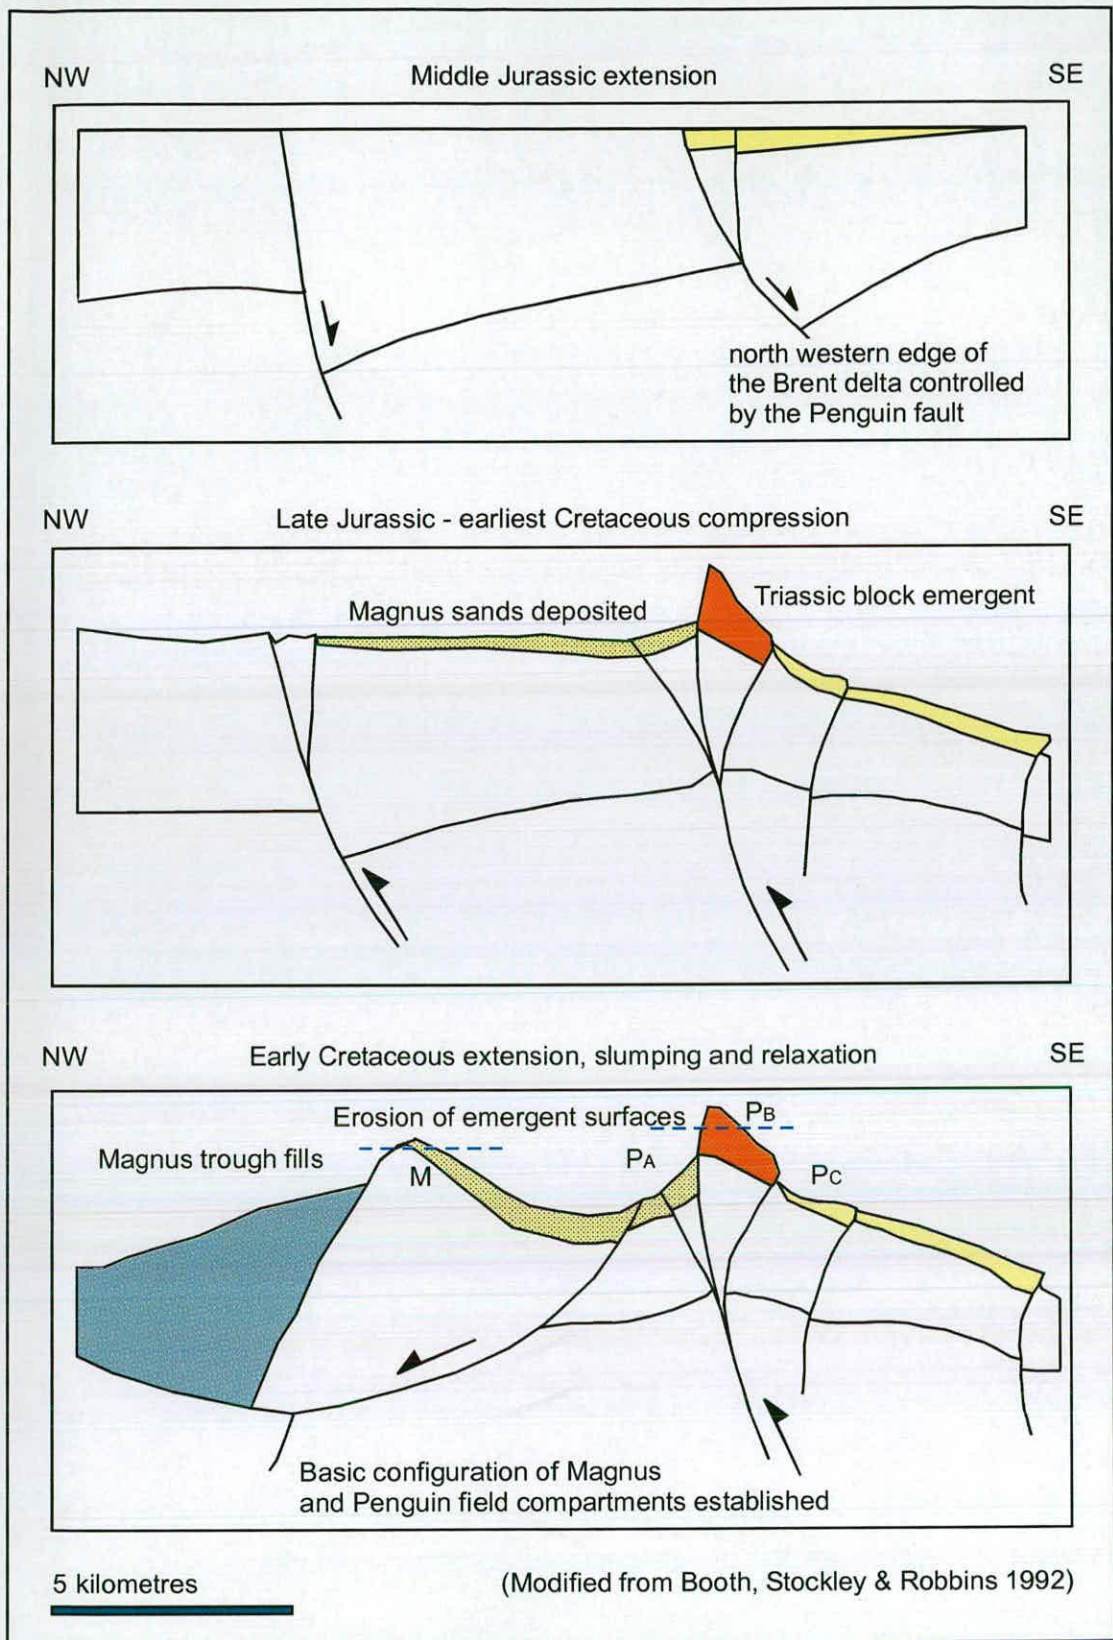 NW Middle Jurassic extension SE
north western edge of
the Brent delta controlled
by the Penguin fault
NW Late Jurassic - earliest Cretaceous compression SE
Magnus sands deposited
Triassic block emergent
NW Early Cretaceous extension, slumping and relaxation SE
Erosion of emergent surfaces
PB
Magnus trough fills
M
PA
PC
Basic configuration of Magnus
and Penguin field compartments established
5 kilometres
(Modified from Booth, Stockley & Robbins 1992)